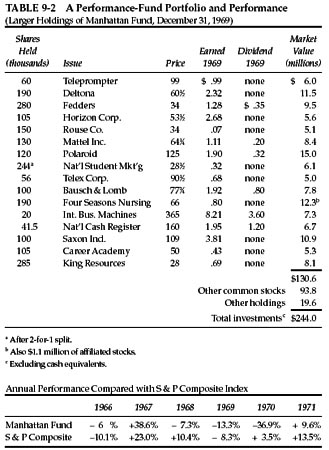 TABLE 9-2 A Performance-Fund Portfolio and Performance
(Larger Holdings of Manhattan Fund, December 31, 1969)
Shares Held (thousands) Issue Price Earned 1969 Dividend 1969 Market Value (millions)
60 Teleprompter 99 $ .99 none $ 6.0
190 Deltona 60½ 2.32 none 11.5
280 Fedders 34 1.28 $ .35 9.5
105 Horizon Corp. 53½ 2.68 none 5.6
150 Rouse Co. 34 .07 none 5.1
130 Mattel Inc. 64¼ 1.11 .20 8.4
120 Polaroid 125 1.90 .32 15.0
244ª Nat'l Student Mkt'g 28½ .32 none 6.1
56 Telex Corp. 90½ .68 none 5.0
100 Bausch & Lomb 77¾ 1.92 .80 7.8
190 Four Seasons Nursing 66 .80 none 12.3ᵇ
20 Int. Bus. Machines 365 8.21 3.60 7.3
41.5 Nat'l Cash Register 160 1.95 1.20 6.7
100 Saxon Ind. 109 3.81 none 10.9
105 Career Academy 50 .43 none 5.3
285 King Resources 28 .69 none 8.1
$130.6
Other common stocks 93.8
Other holdings 19.6
Total investmentsᶜ $244.0
ª After 2-for-1 split.
ᵇ Also $1.1 million of affiliated stocks.
ᶜ Excluding cash equivalents.
Annual Performance Compared with S & P Composite Index
1966 1967 1968 1969 1970 1971
Manhattan Fund – 6 % +38.6% – 7.3% –13.3% –36.9% + 9.6%
S & P Composite –10.1% +23.0% +10.4% – 8.3% + 3.5% +13.5%